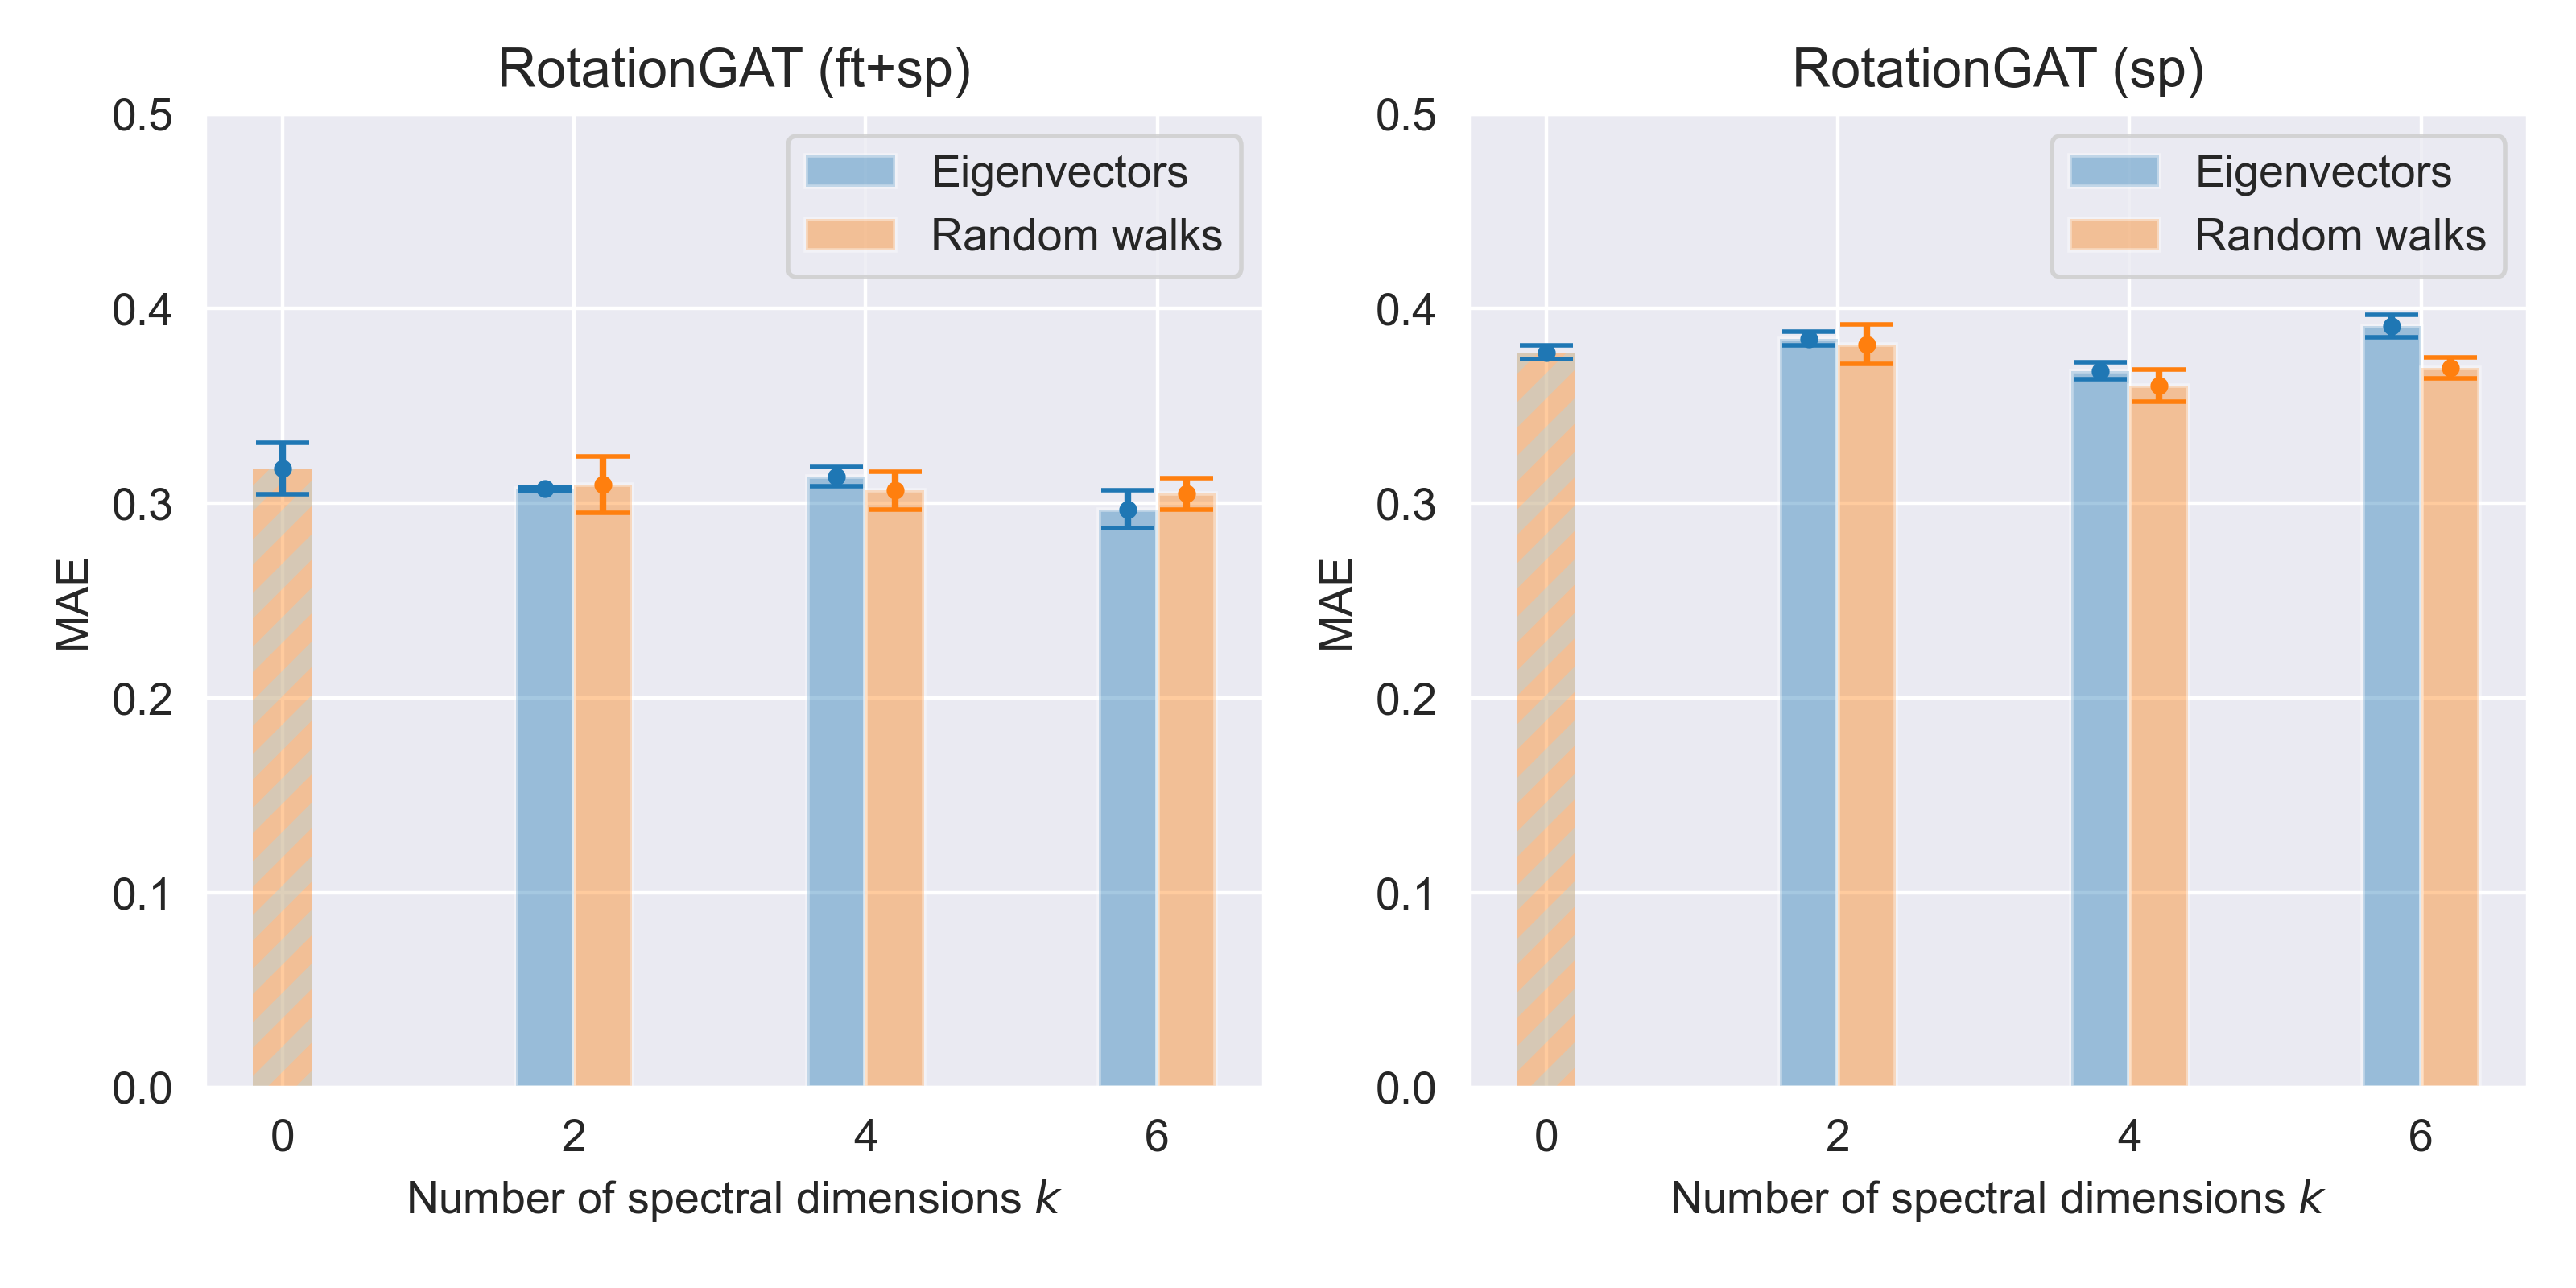 RotationGAT (ft+sp)
0.5
0.4
0.3
0.2
0.1
0.0
MAE
Eigenvectors
Random walks
0 2 4 6
Number of spectral dimensions k
RotationGAT (sp)
0.5
0.4
0.3
0.2
0.1
0.0
MAE
Eigenvectors
Random walks
0 2 4 6
Number of spectral dimensions k